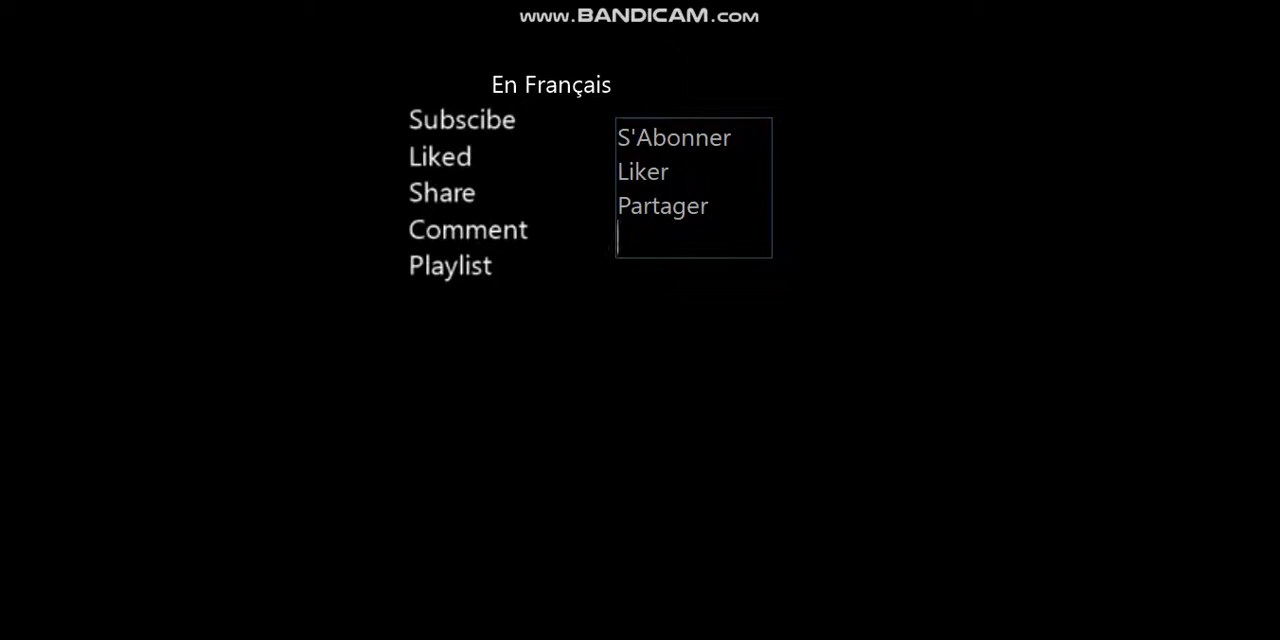 www.BANDICAM.com
En Français
Subscibe
Liked
Share
Comment
Playlist
S'Abonner
Liker
Partager